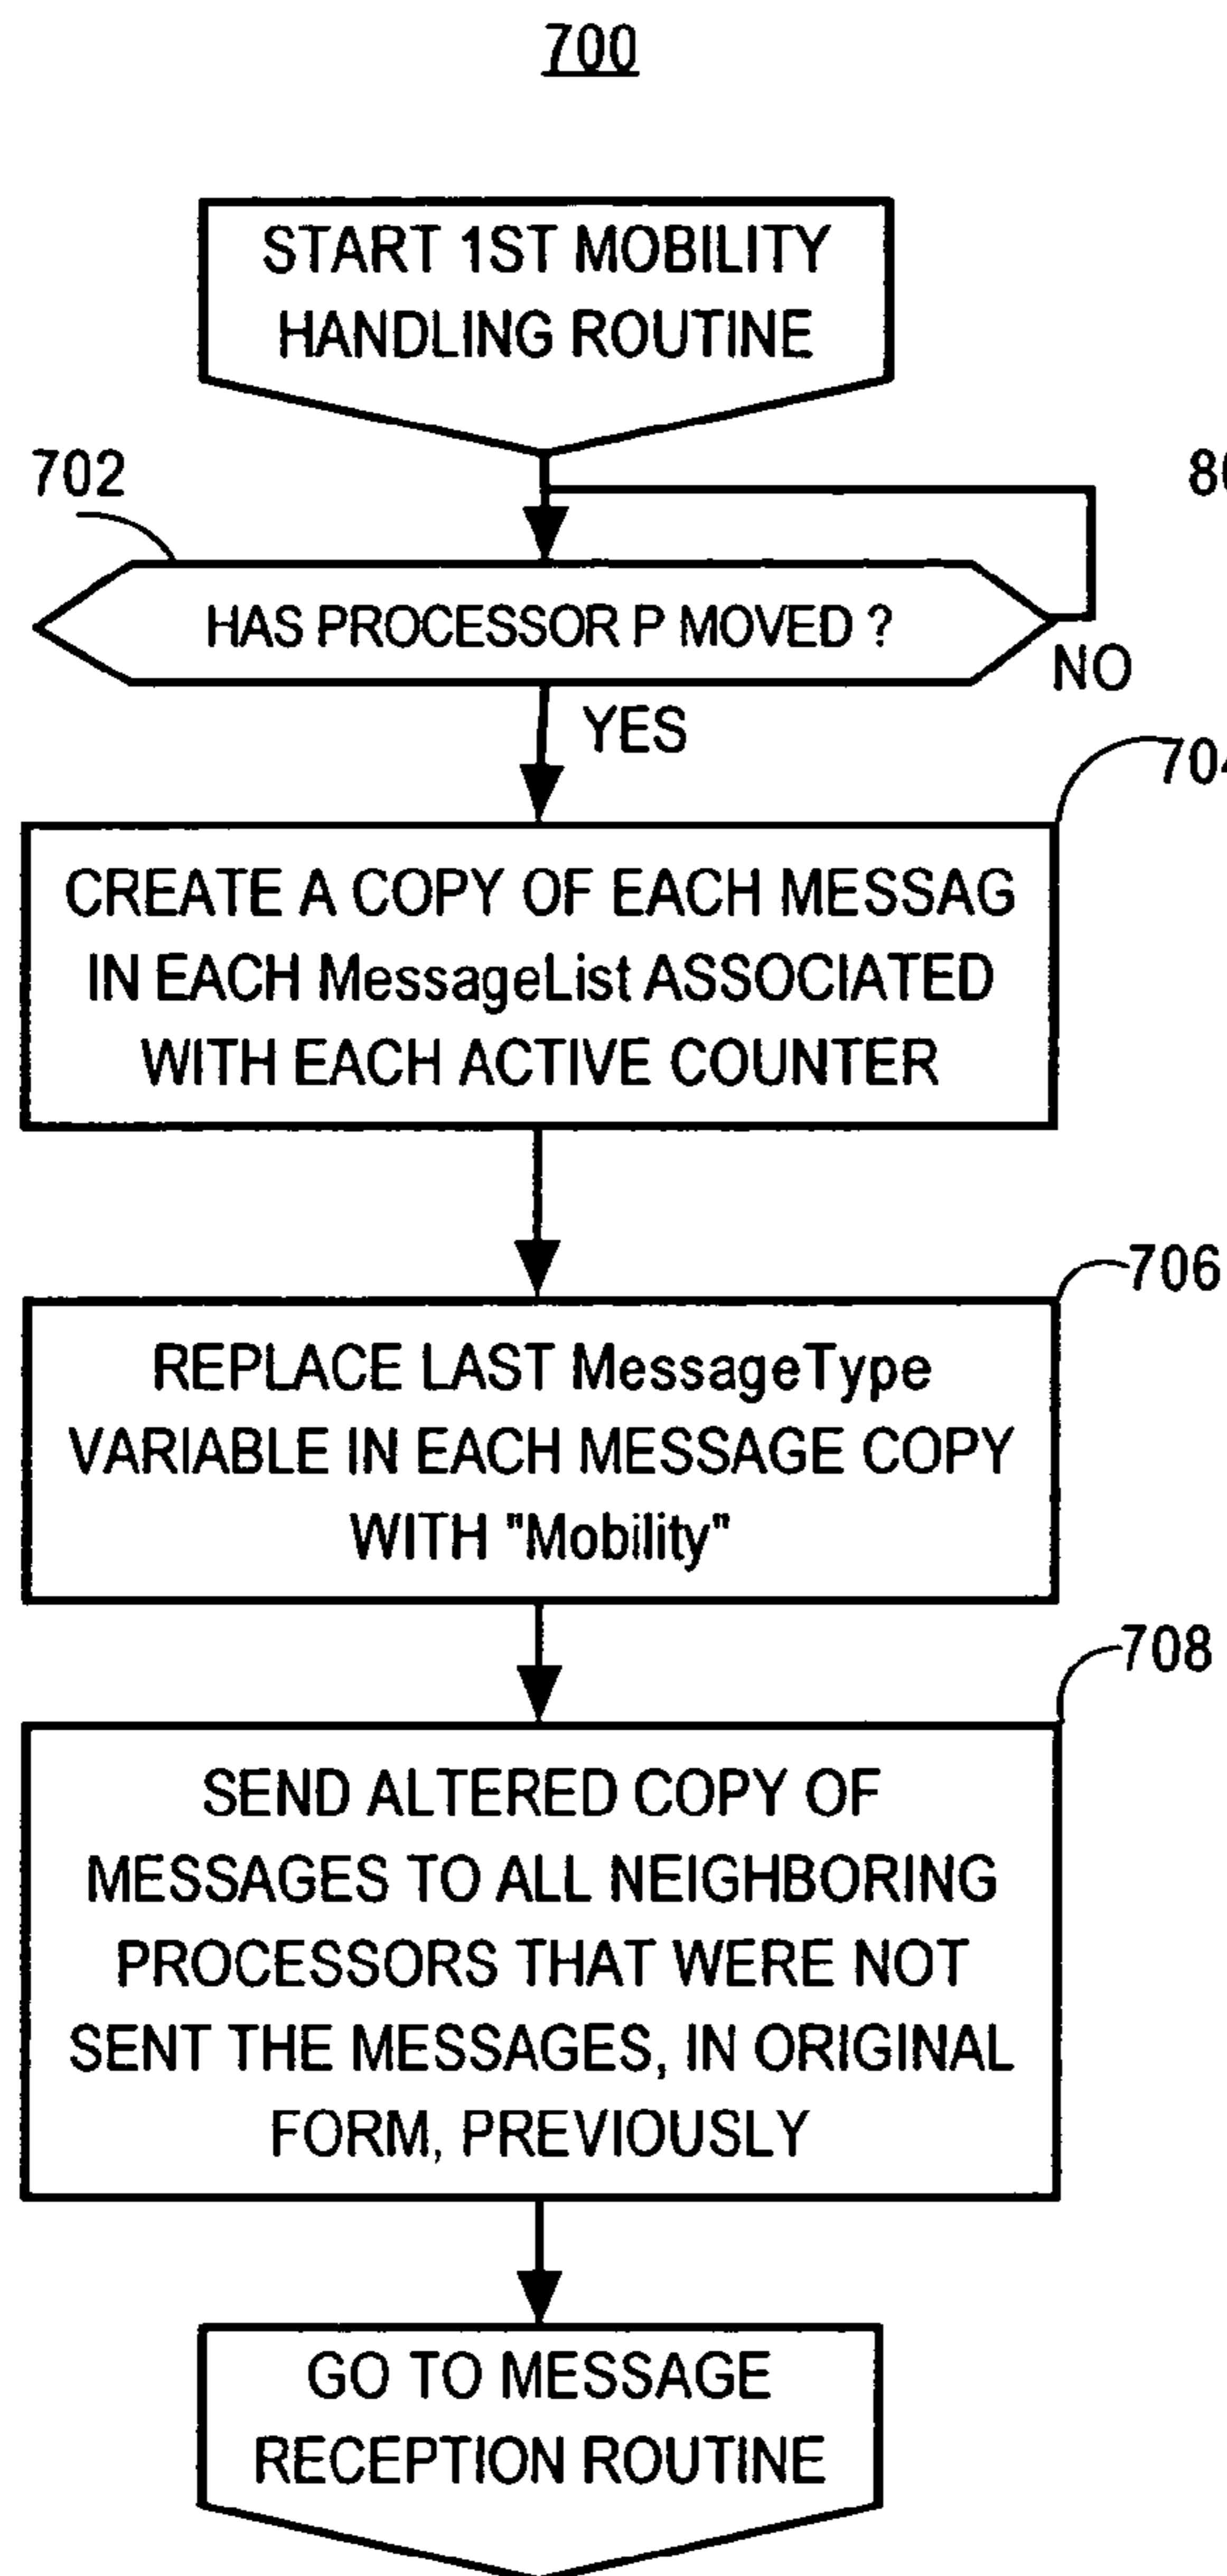 700
START 1ST MOBILITY
HANDLING ROUTINE
702
HAS PROCESSOR P MOVED ?
NO
YES
704
CREATE A COPY OF EACH MESSAG
IN EACH MessageList ASSOCIATED
WITH EACH ACTIVE COUNTER
706
REPLACE LAST MessageType
VARIABLE IN EACH MESSAGE COPY
WITH "Mobility"
708
SEND ALTERED COPY OF
MESSAGES TO ALL NEIGHBORING
PROCESSORS THAT WERE NOT
SENT THE MESSAGES, IN ORIGINAL
FORM, PREVIOUSLY
GO TO MESSAGE
RECEPTION ROUTINE